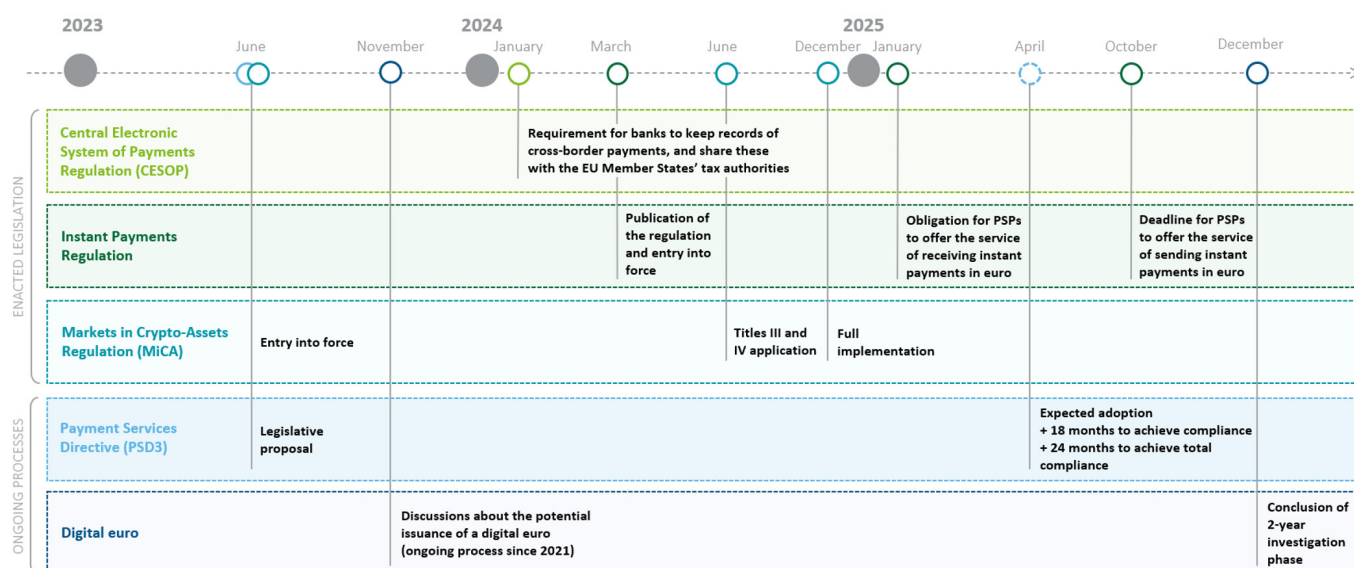 2023
2024
2025
June
November
January
March
June
December
January
April
October
December
ENACTED LEGISLATION
Central Electronic
System of Payments
Regulation (CESOP)
Requirement for banks to keep records of
cross-border payments, and share these
with the EU Member States' tax authorities
Instant Payments
Regulation
Publication of
the regulation
and entry into
force
Obligation for PSPs
to offer the service
of receiving instant
payments in euro
Deadline for PSPs
to offer the service
of sending instant
payments in euro
Markets in Crypto-Assets
Regulation (MiCA)
Entry into force
Titles III and
IV application
Full
implementation
ONGOING PROCESSES
Payment Services
Directive (PSD3)
Legislative
proposal
Expected adoption
+ 18 months to achieve compliance
+ 24 months to achieve total
compliance
Digital euro
Discussions about the potential
issuance of a digital euro
(ongoing process since 2021)
Conclusion of
2-year
investigation
phase